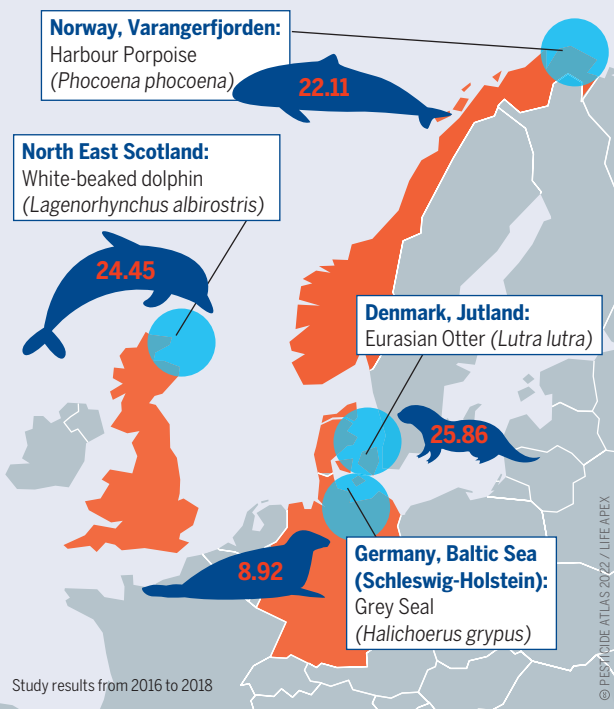 Norway, Varangerfjorden:
Harbour Porpoise
(Phocoena phocoena)
22.11
North East Scotland:
White-beaked dolphin
(Lagenorhynchus albirostris)
24.45
Denmark, Jutland:
Eurasian Otter (Lutra lutra)
25.86
8.92
Germany, Baltic Sea
(Schleswig-Holstein):
Grey Seal
(Halichoerus grypus)
Study results from 2016 to 2018
© PESTICIDE ATLAS 2022 / LIFE APEX